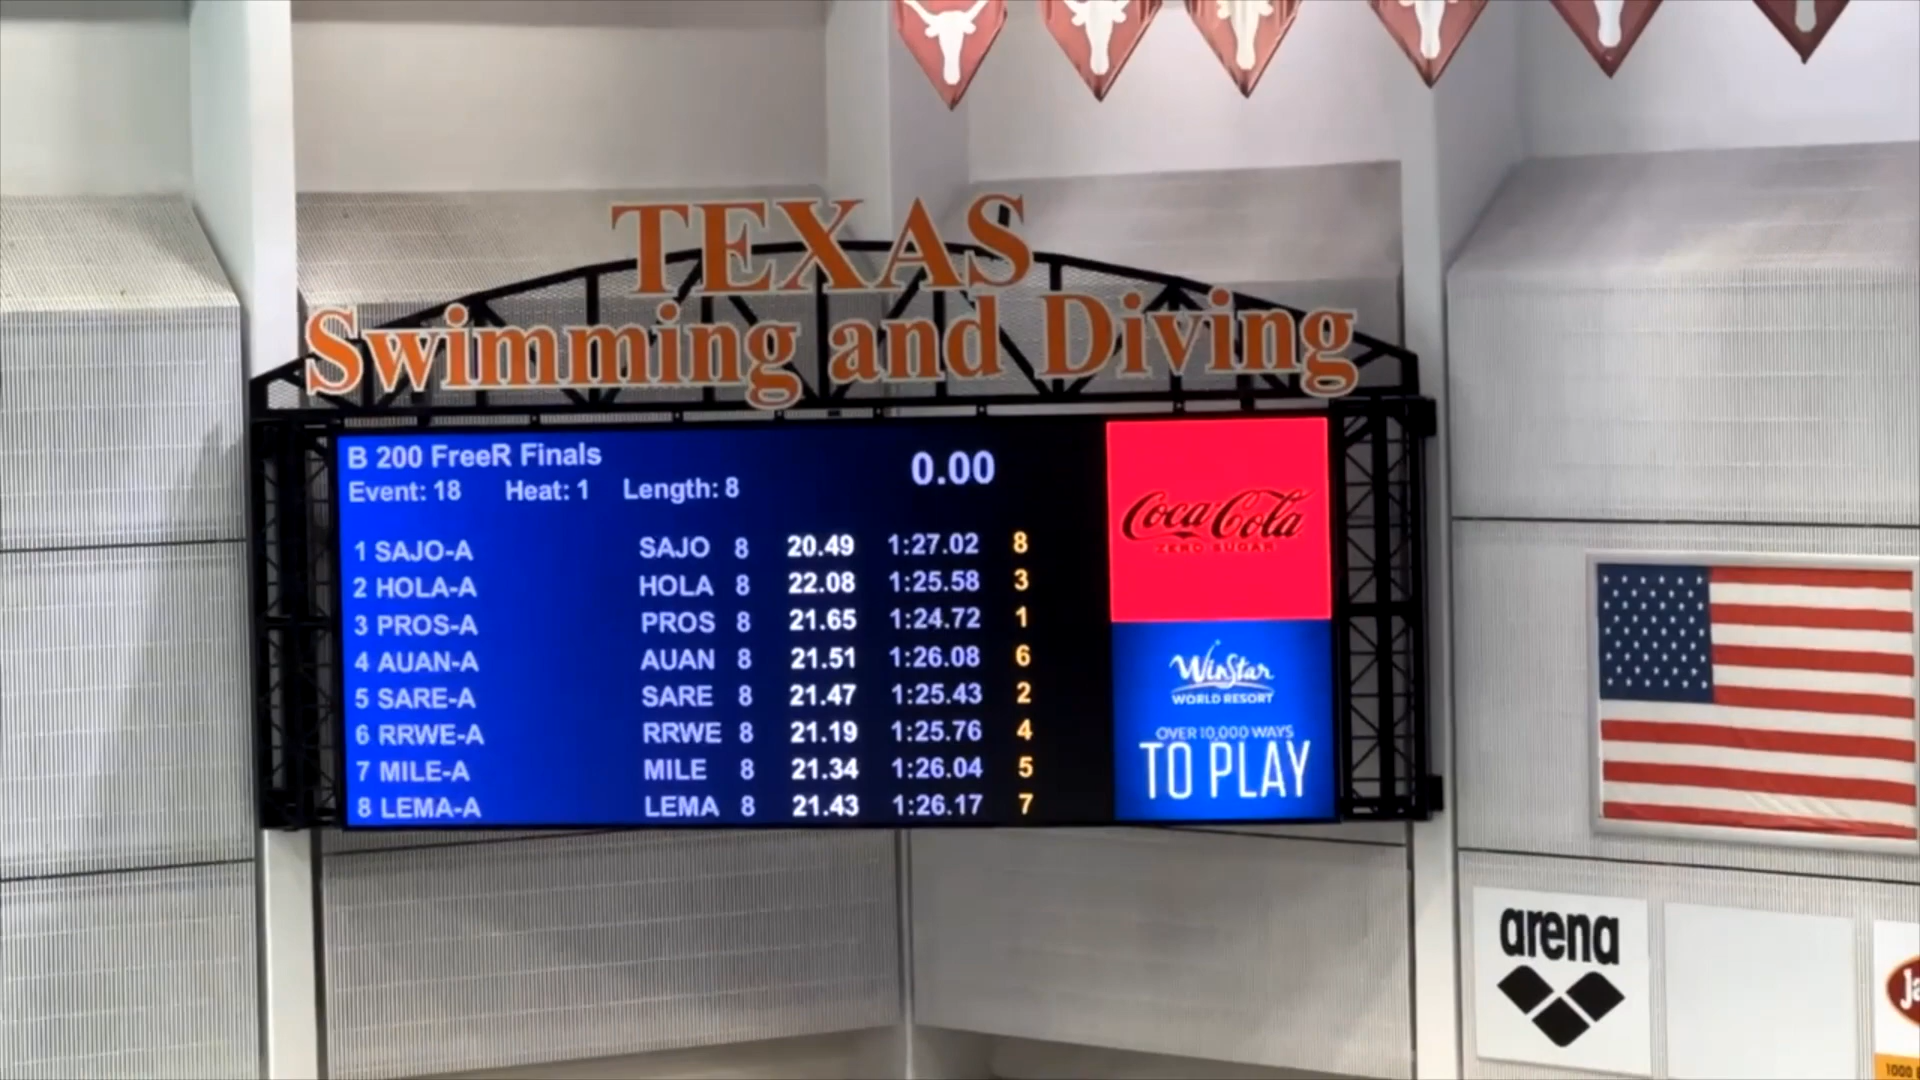 TEXAS
Swimming and Diving
B 200 FreeR Finals
0.00
Event: 18 Heat: 1 Length: 8
1 SAJO-A SAJO 8 20.49 1:27.02 8
2 HOLA-A HOLA 8 22.08 1:25.58 3
3 PROS-A PROS 8 21.65 1:24.72 1
4 AUAN-A AUAN 8 21.51 1:26.08 6
5 SARE-A SARE 8 21.47 1:25.43 2
6 RRWE-A RRWE 8 21.19 1:25.76 4
7 MILE-A MILE 8 21.34 1:26.04 5
8 LEMA-A LEMA 8 21.43 1:26.17 7
Coca-Cola
ZERO SUGAR
WinStar
WORLD RESORT
OVER 10,000 WAYS
TO PLAY
arena
Ja
1000